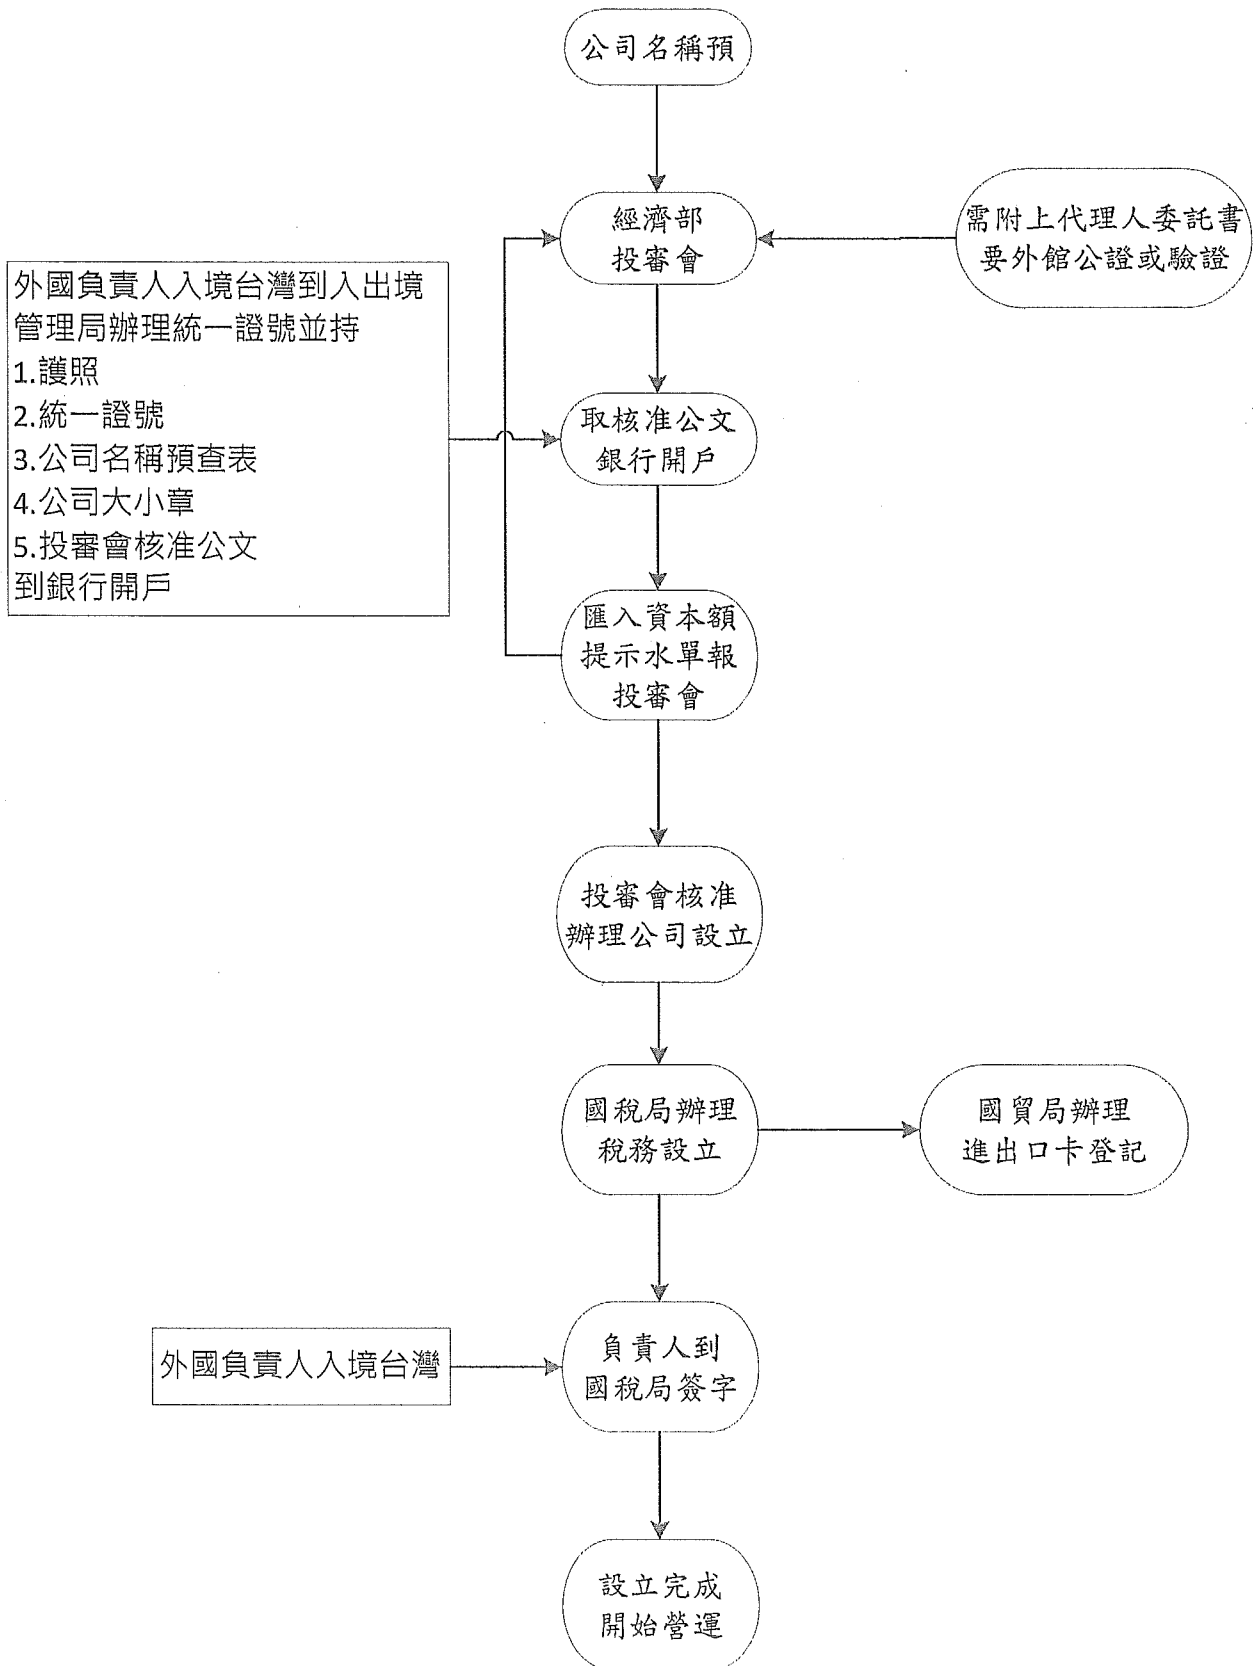 公司名稱預
經濟部
投審會
需附上代理人委託書
要外館公證或驗證
外國負責人入境台灣到入出境
管理局辦理統一證號並持
1.護照
2.統一證號
3.公司名稱預查表
4.公司大小章
5.投審會核准公文
到銀行開戶
取核准公文
銀行開戶
匯入資本額
提示水單報
投審會
投審會核准
辦理公司設立
國稅局辦理
稅務設立
國貿局辦理
進出口卡登記
外國負責人入境台灣
負責人到
國稅局簽字
設立完成
開始營運